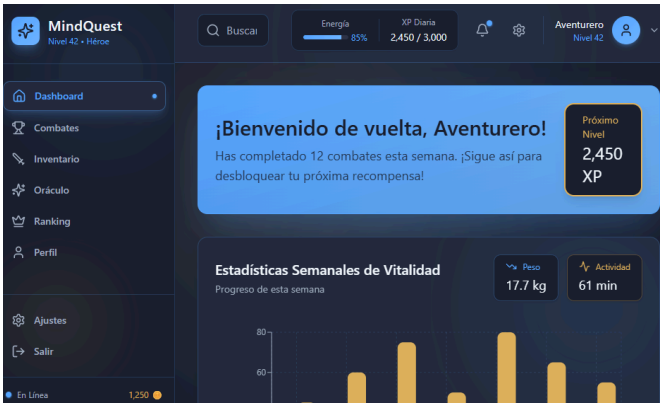 MindQuest
Nivel 42 • Héroe
Dashboard
Combates
Inventario
Oráculo
Ranking
Perfil
Ajustes
Salir
En Línea
1,250
Buscar
Energía
85%
XP Diaria
2,450 / 3,000
Aventurero
Nivel 42
¡Bienvenido de vuelta, Aventurero!
Has completado 12 combates esta semana. ¡Sigue así para
desbloquear tu próxima recompensa!
Próximo
Nivel
2,450
XP
Estadísticas Semanales de Vitalidad
Progreso de esta semana
Peso
17.7 kg
Actividad
61 min
80
60